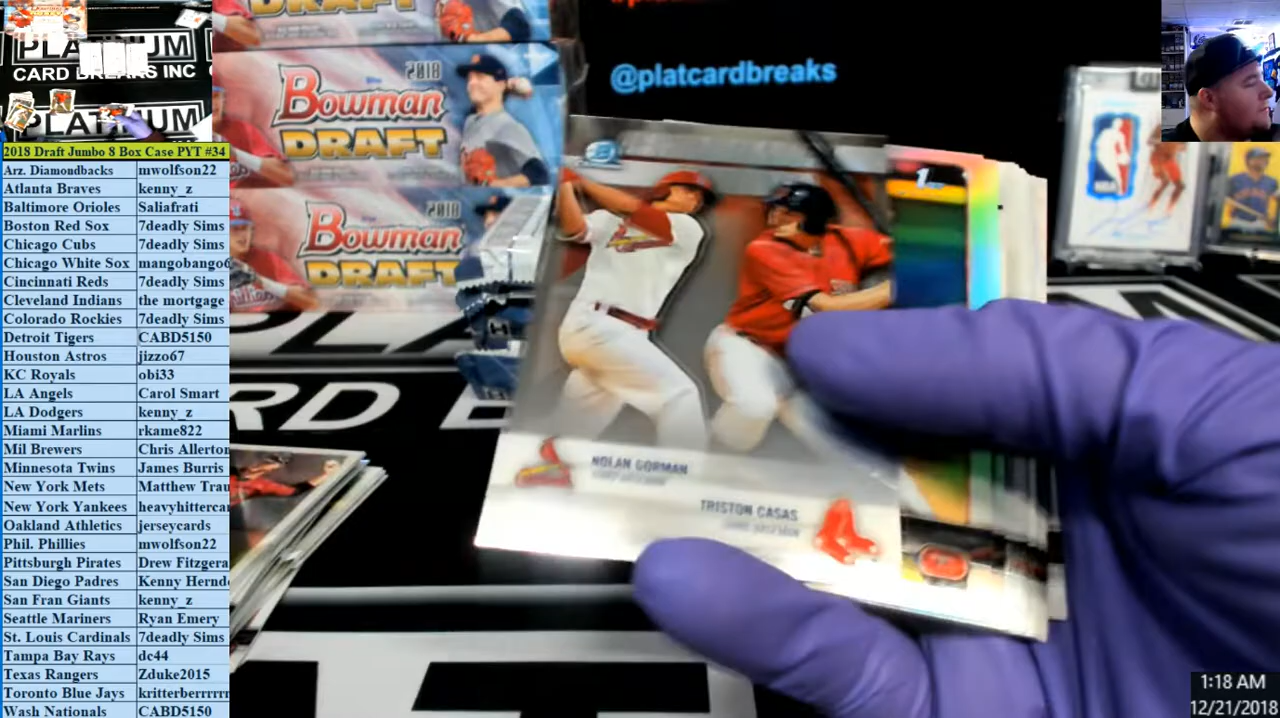 PLATINUM
CARD BREAKS INC
PLATINUM
2018 Draft Jumbo 8 Box Case PYT #34
Arz. Diamondbacks mwolfson22
Atlanta Braves kenny_z
Baltimore Orioles Saliafrati
Boston Red Sox 7deadly Sims
Chicago Cubs 7deadly Sims
Chicago White Sox mangobango6
Cincinnati Reds 7deadly Sims
Cleveland Indians the mortgage
Colorado Rockies 7deadly Sims
Detroit Tigers CABD5150
Houston Astros jizzo67
KC Royals obi33
LA Angels Carol Smart
LA Dodgers kenny_z
Miami Marlins rkame822
Mil Brewers Chris Allerton
Minnesota Twins James Burris
New York Mets Matthew Trau
New York Yankees heavyhittercar
Oakland Athletics jerseycards
Phil. Phillies mwolfson22
Pittsburgh Pirates Drew Fitzgera
San Diego Padres Kenny Hernd
San Fran Giants kenny_z
Seattle Mariners Ryan Emery
St. Louis Cardinals 7deadly Sims
Tampa Bay Rays dc44
Texas Rangers Zduke2015
Toronto Blue Jays kritterberrrrrr
Wash Nationals CABD5150
DRAFT
2018
Bowman
DRAFT
2018
Bowman
DRAFT
@platcardbreaks
NBA
1st
RD
NOLAN GORMAN
TRISTON CASAS
1:18 AM
12/21/2018